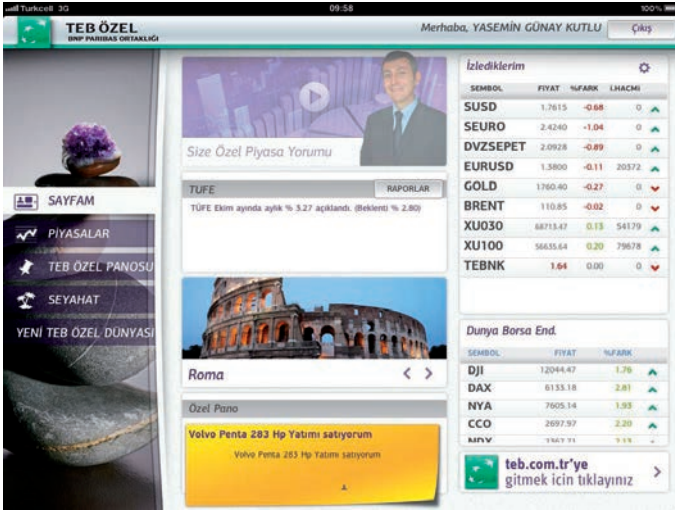 Turkcell 3G 09:58 100%
TEB ÖZEL
BNP PARIBAS ORTAKLIĞI
Merhaba, YASEMİN GÜNAY KUTLU
Çıkış
SAYFAM
PİYASALAR
TEB ÖZEL PANOSU
SEYAHAT
YENİ TEB ÖZEL DÜNYASI
Size Özel Piyasa Yorumu
TUFE
RAPORLAR
TÜFE Ekim ayında aylık % 3.27 açıklandı. (Beklenti % 2.80)
Roma
Özel Pano
Volvo Penta 283 Hp Yatımı satıyorum
Volvo Penta 283 Hp Yatımı satıyorum
İzlediklerim
SEMBOL FIYAT %FARK I.HACMi
SUSD 1.7615 -0.68 0
SEURO 2.4240 -1.04 0
DVZSEPET 2.0928 -0.89 0
EURUSD 1.3800 -0.11 20372
GOLD 1760.40 -0.27 0
BRENT 110.85 -0.02 0
XU030 68713.47 0.13 54179
XU100 56635.64 0.20 79678
TEBNK 1.64 0.00 0
Dunya Borsa End.
SEMBOL FIYAT %FARK
DJI 12044.47 1.76
DAX 6133.18 2.81
NYA 7605.14 1.93
CCO 2697.97 2.20
NDX
teb.com.tr'ye
gitmek icin tıklayınız